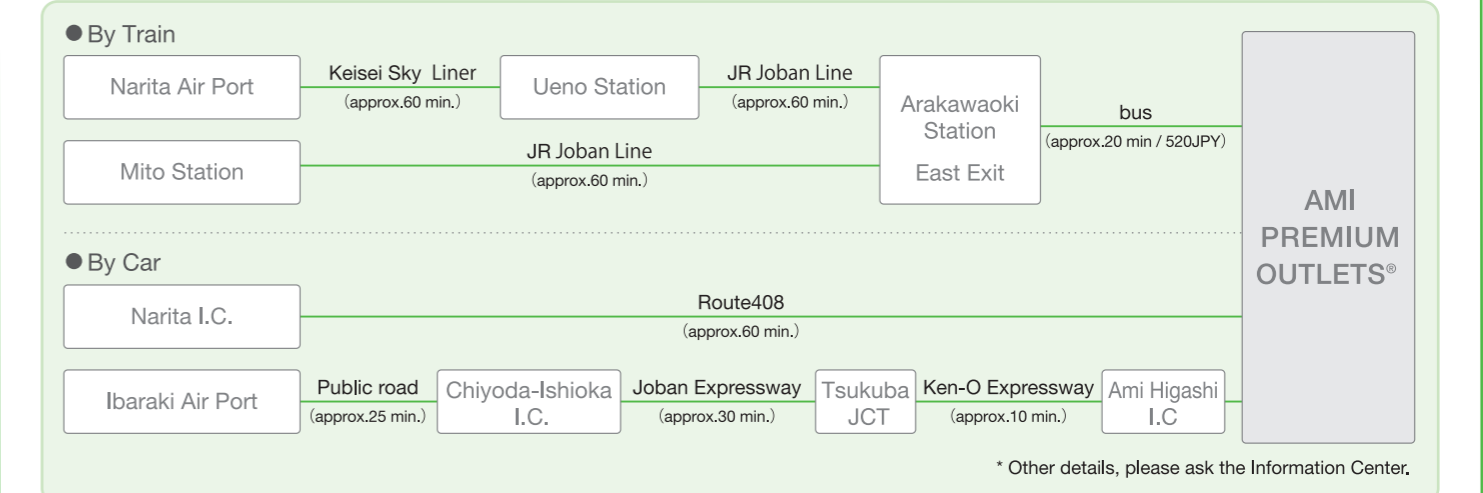 ● By Train
Narita Air Port
Keisei Sky Liner
(approx.60 min.)
Ueno Station
JR Joban Line
(approx.60 min.)
Arakawaoki
Station
East Exit
bus
(approx.20 min / 520JPY)
Mito Station
JR Joban Line
(approx.60 min.)
AMI
PREMIUM
OUTLETS®
● By Car
Narita I.C.
Route408
(approx.60 min.)
Ibaraki Air Port
Public road
(approx.25 min.)
Chiyoda-Ishioka
I.C.
Joban Expressway
(approx.30 min.)
Tsukuba
JCT
Ken-O Expressway
(approx.10 min.)
Ami Higashi
I.C
* Other details, please ask the Information Center.